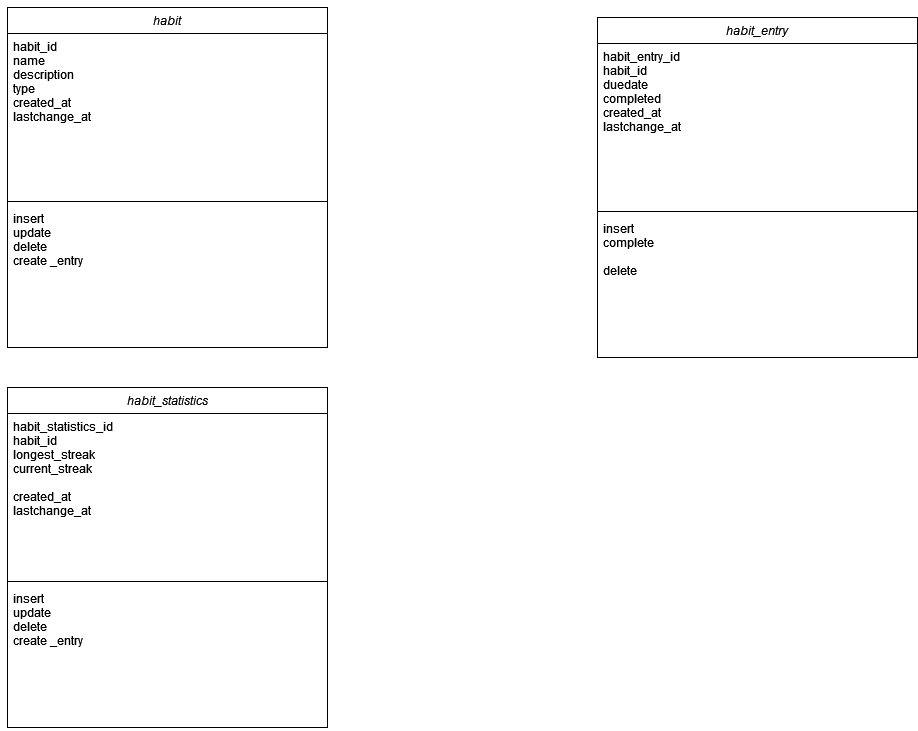 habit
habit_id
name
description
type
created_at
lastchange_at
insert
update
delete
create _entry
habit_entry
habit_entry_id
habit_id
duedate
completed
created_at
lastchange_at
insert
complete
delete
habit_statistics
habit_statistics_id
habit_id
longest_streak
current_streak
created_at
lastchange_at
insert
update
delete
create _entry